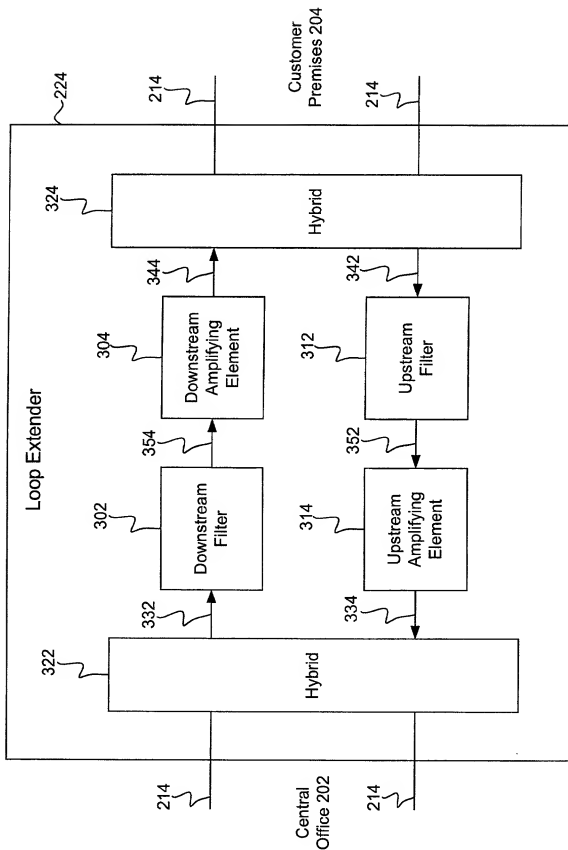 Loop Extender
224
322
324
214
332
302
Downstream
Filter
354
304
Downstream
Amplifying
Element
344
214
Central
Office 202
Hybrid
Hybrid
Customer
Premises 204
214
334
314
Upstream
Amplifying
Element
352
312
Upstream
Filter
342
214